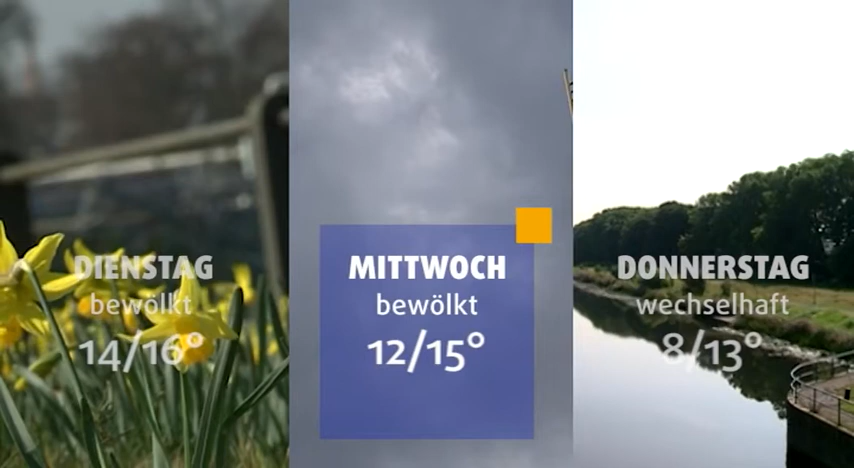 DIENSTAG
bewölkt
14/16°
MITTWOCH
bewölkt
12/15°
DONNERSTAG
wechselhaft
8/13°